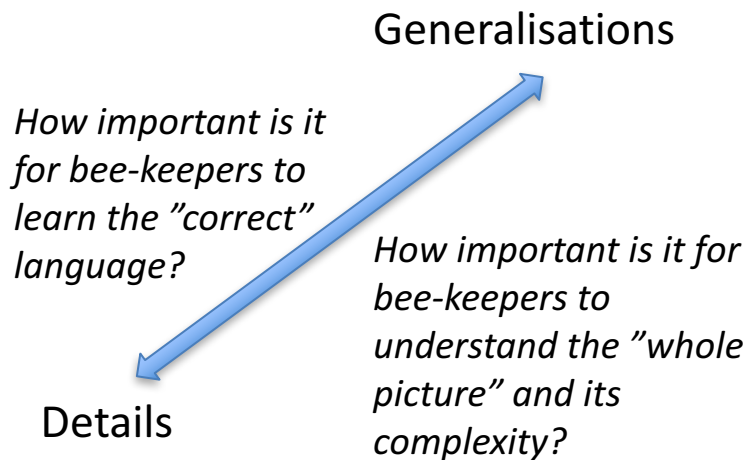 Generalisations
How important is it
for bee-keepers to
learn the ”correct”
language?
How important is it for
bee-keepers to
understand the ”whole
picture” and its
complexity?
Details